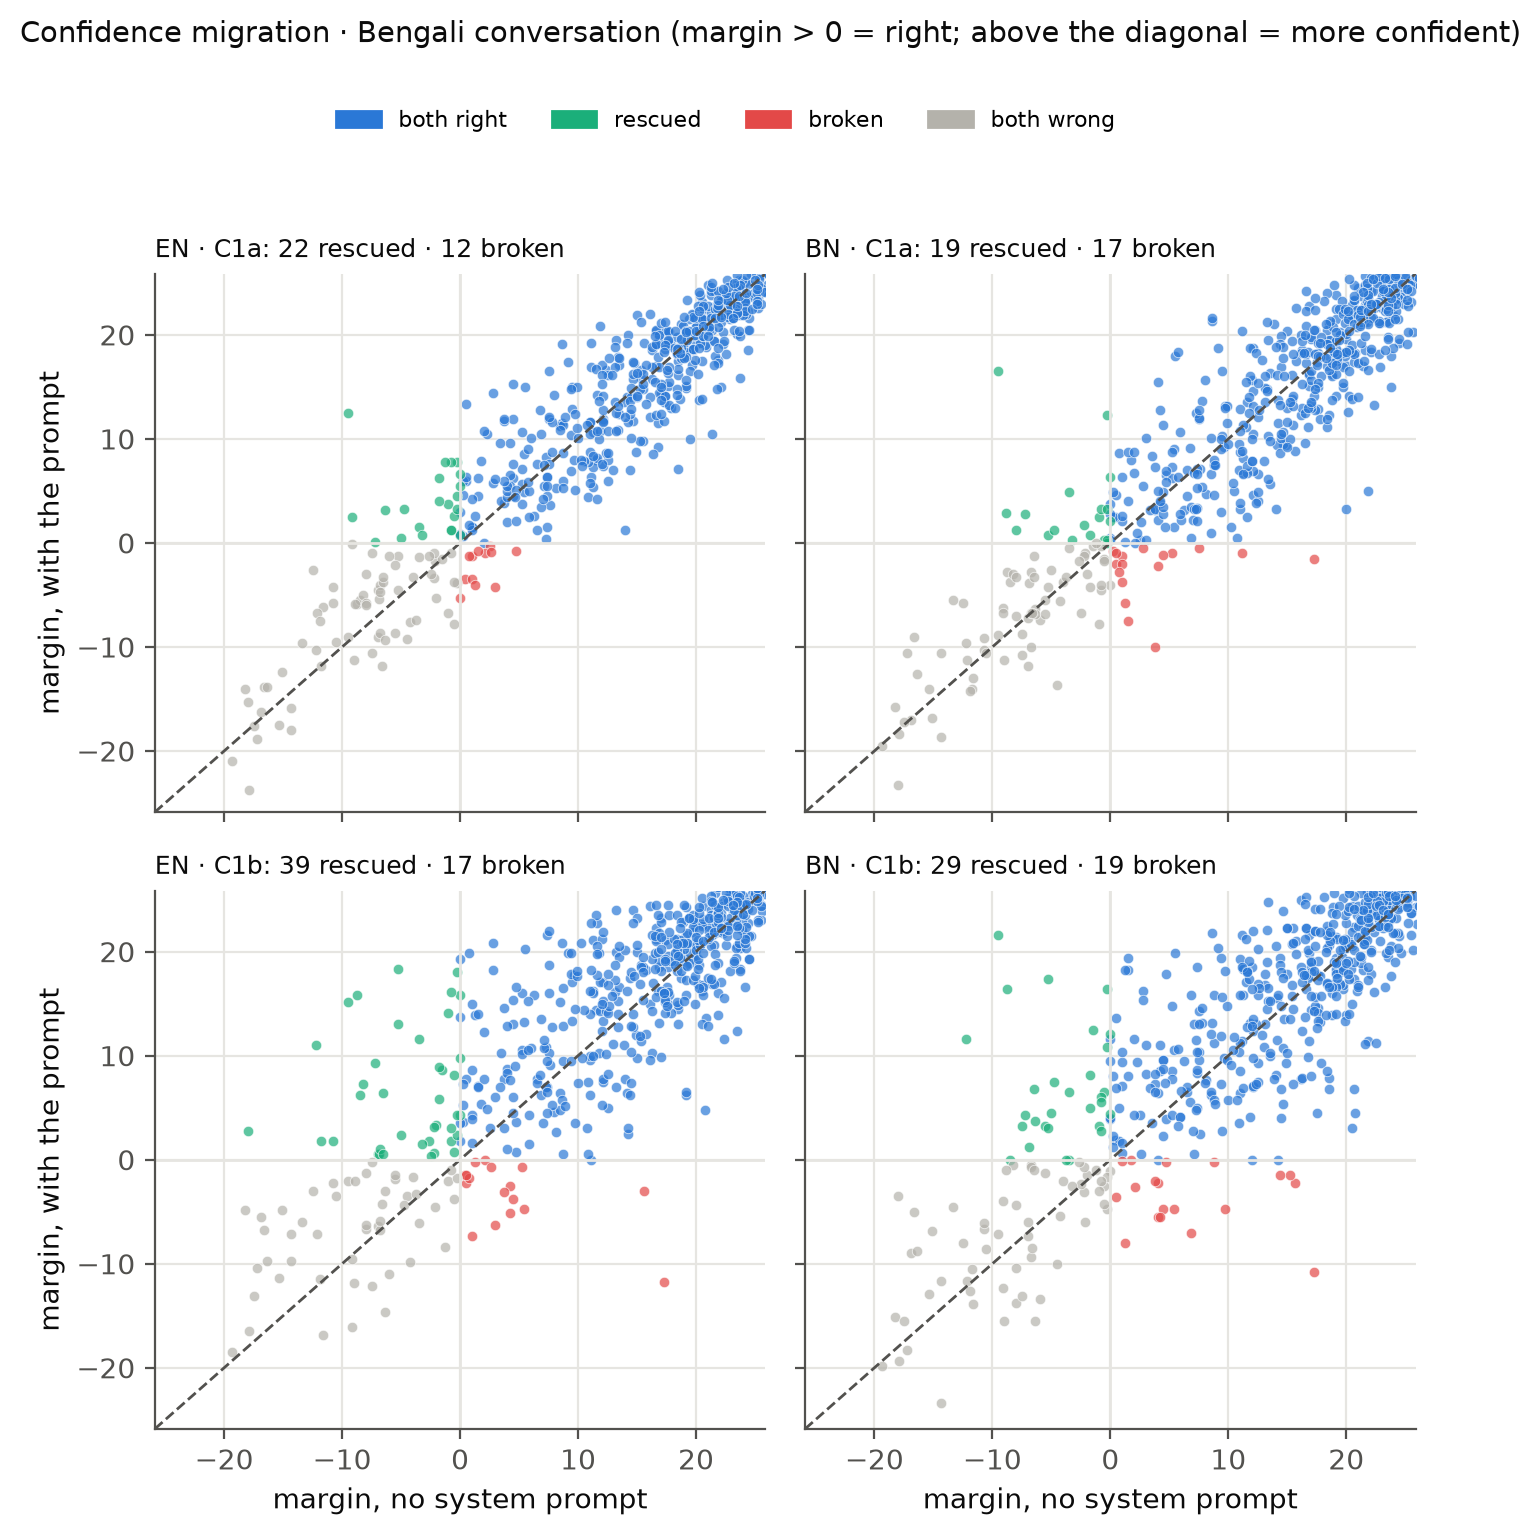 Confidence migration · Bengali conversation (margin > 0 = right; above the diagonal = more confident)
both right rescued broken both wrong
EN · C1a: 22 rescued · 12 broken
BN · C1a: 19 rescued · 17 broken
20
10
0
−10
−20
margin, with the prompt
EN · C1b: 39 rescued · 17 broken
BN · C1b: 29 rescued · 19 broken
20
10
0
−10
−20
margin, with the prompt
−20 −10 0 10 20
−20 −10 0 10 20
margin, no system prompt
margin, no system prompt